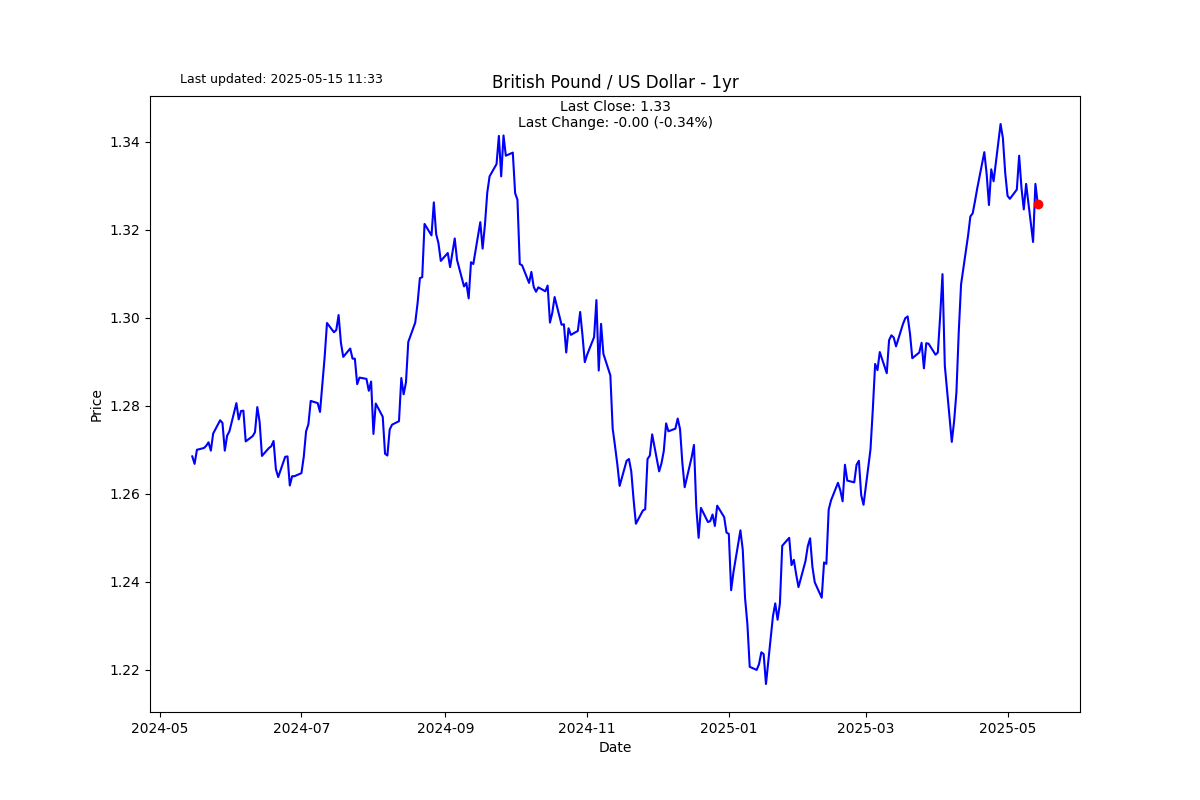 Last updated: 2025-05-15 11:33
British Pound / US Dollar - 1yr
Last Close: 1.33
Last Change: -0.00 (-0.34%)
Price
1.34
1.32
1.30
1.28
1.26
1.24
1.22
2024-05
2024-07
2024-09
2024-11
2025-01
2025-03
2025-05
Date